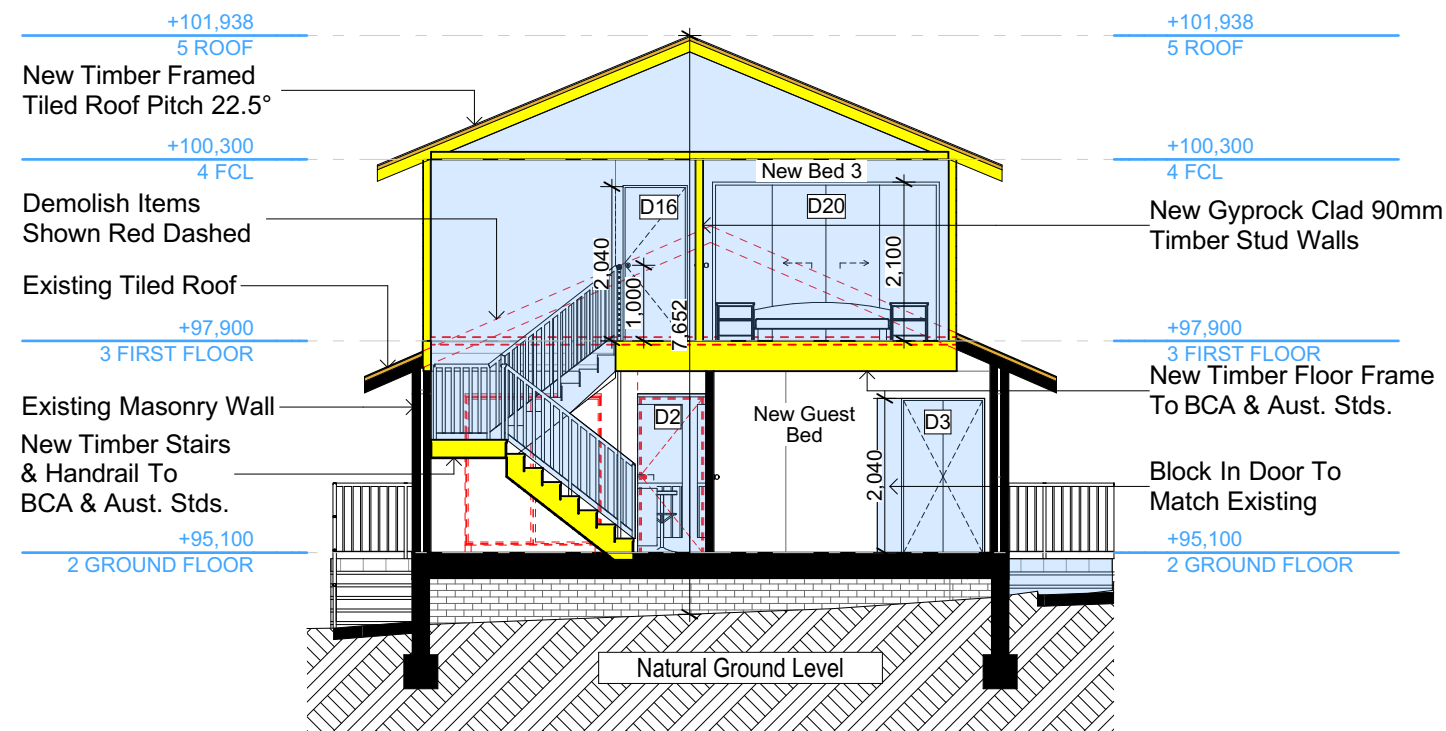 +101,938
5 ROOF
New Timber Framed
Tiled Roof Pitch 22.5°
+100,300
4 FCL
Demolish Items
Shown Red Dashed
Existing Tiled Roof
+97,900
3 FIRST FLOOR
Existing Masonry Wall
New Timber Stairs
& Handrail To
BCA & Aust. Stds.
+95,100
2 GROUND FLOOR
New Bed 3
D16
D20
2,040
1,000
7,652
2,100
D2
New Guest
Bed
D3
2,040
Natural Ground Level
+101,938
5 ROOF
+100,300
4 FCL
New Gyprock Clad 90mm
Timber Stud Walls
+97,900
3 FIRST FLOOR
New Timber Floor Frame
To BCA & Aust. Stds.
Block In Door To
Match Existing
+95,100
2 GROUND FLOOR